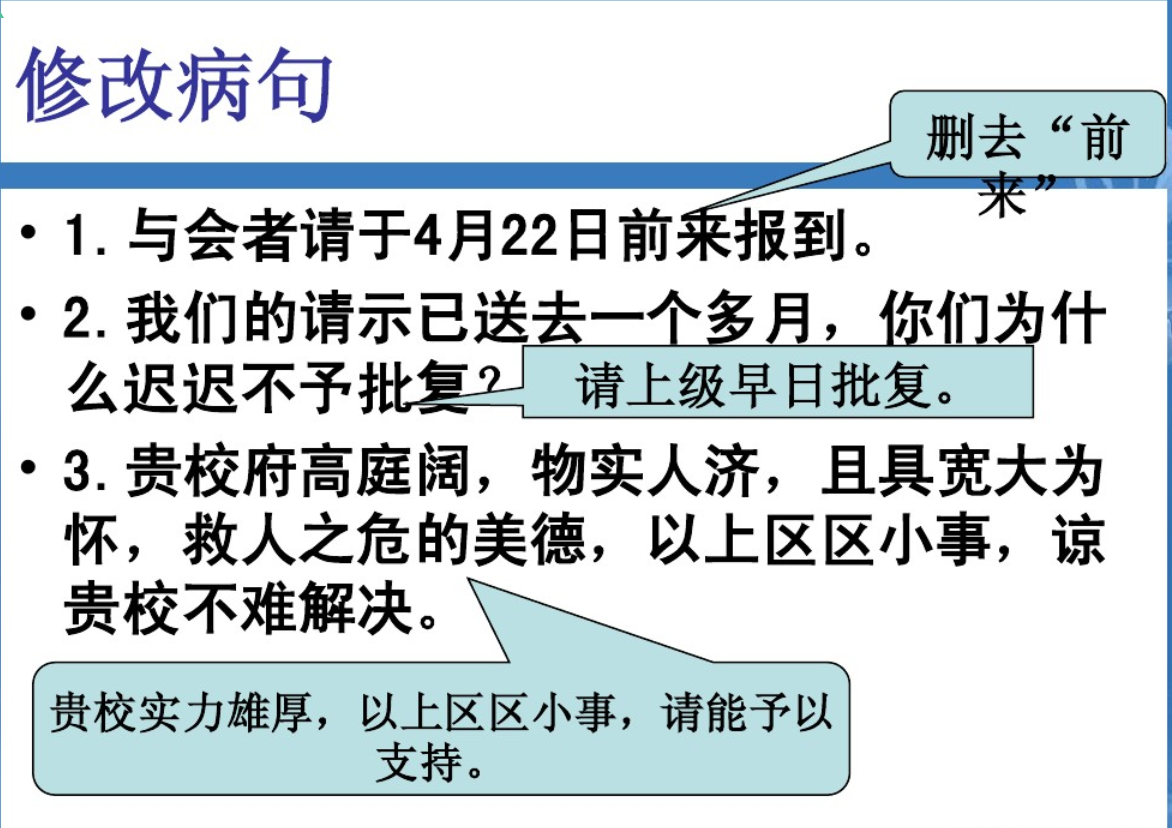 修改病句
删去“前
来”
• 1. 与会者请于4月22日前来报到。
• 2. 我们的请示已送去一个多月，你们为什
么迟迟不予批复？
请上级早日批复。
• 3. 贵校府高庭阔，物实人济，且具宽大为
怀，救人之危的美德，以上区区小事，谅
贵校不难解决。
贵校实力雄厚，以上区区小事，请能予以
支持。